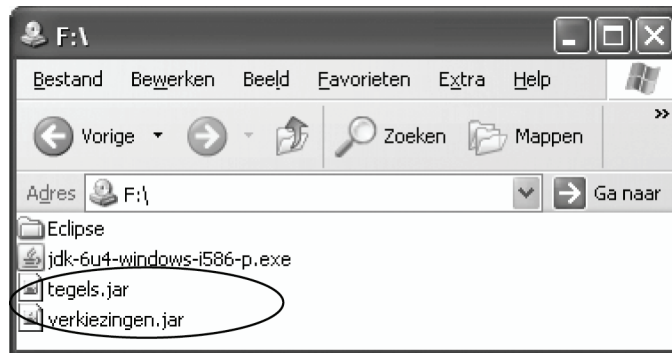 F:\
Bestand Bewerken Beeld Favorieten Extra Help
Vorige Zoeken Mappen »
Adres F:\ Ga naar
Eclipse
jdk-6u4-windows-i586-p.exe
tegels.jar
verkiezingen.jar